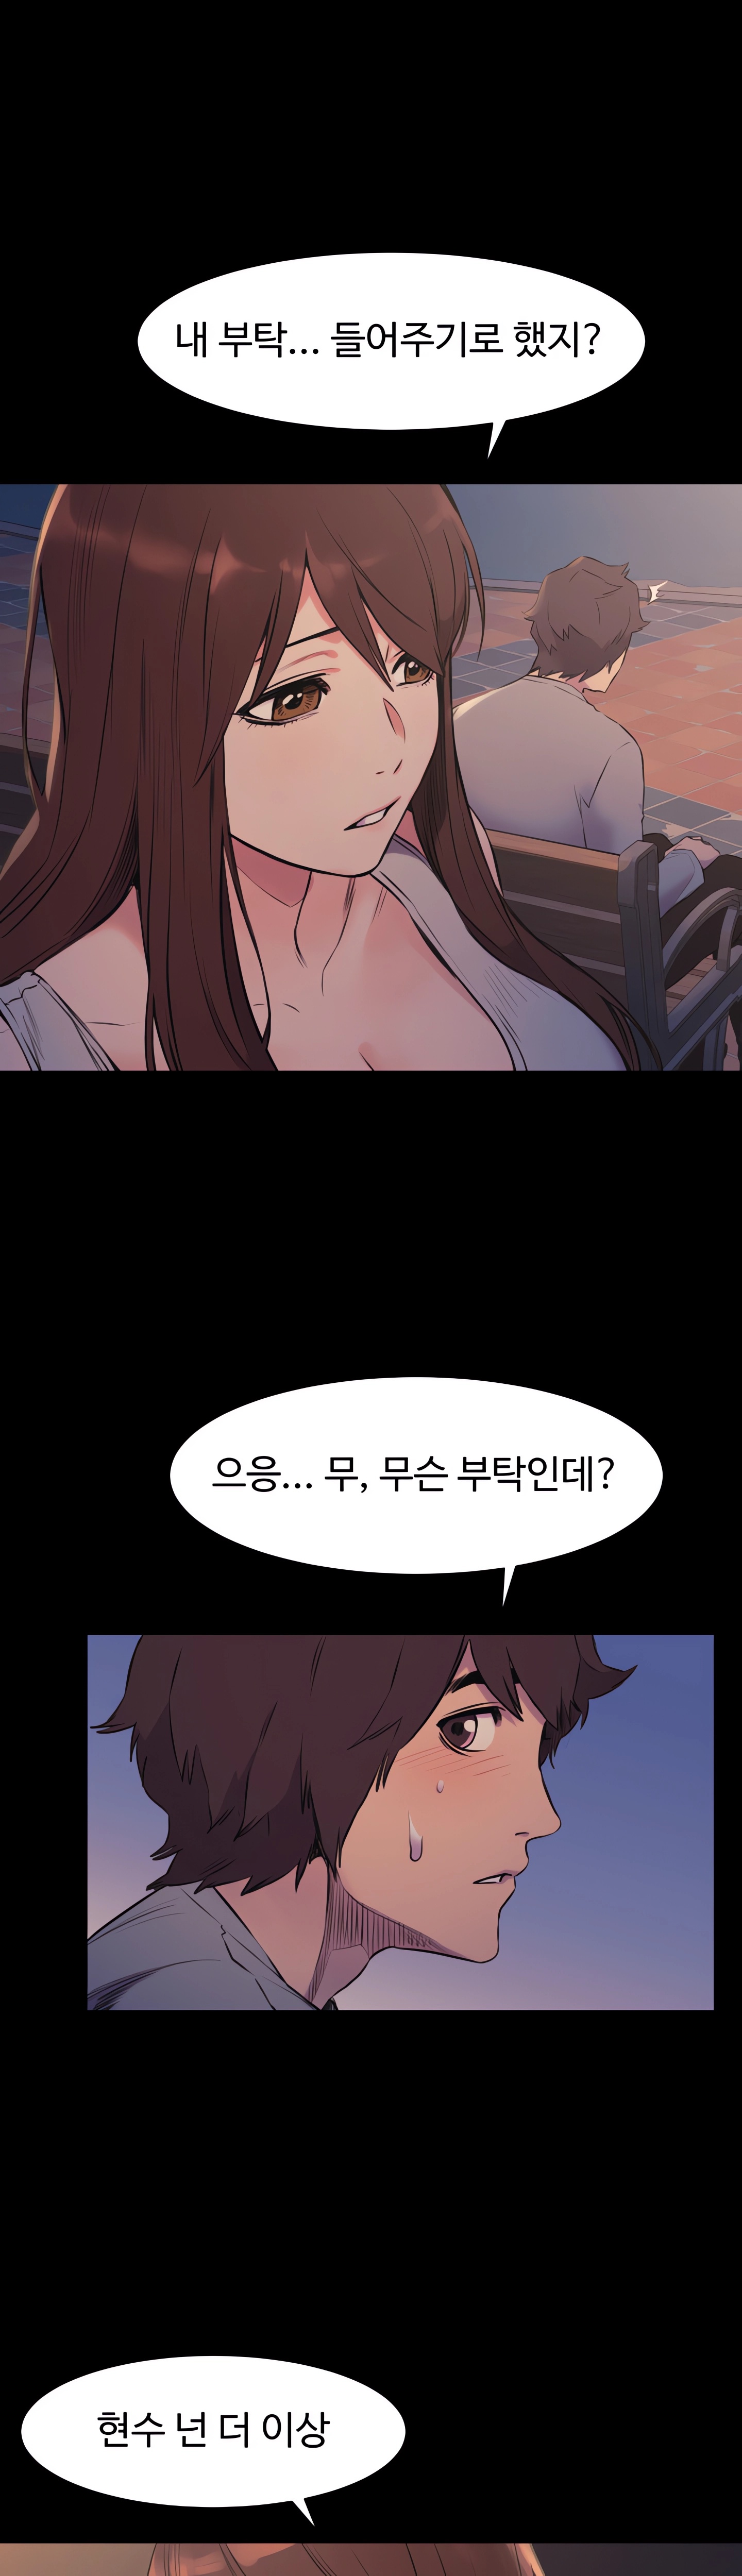 내 부탁... 들어주기로 했지?
으응... 무, 무슨 부탁인데?
현수 넌 더 이상